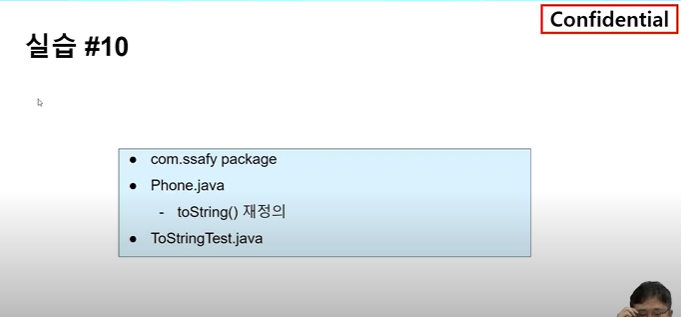 Confidential
실습 #10
● com.ssafy package
● Phone.java
- toString() 재정의
● ToStringTest.java